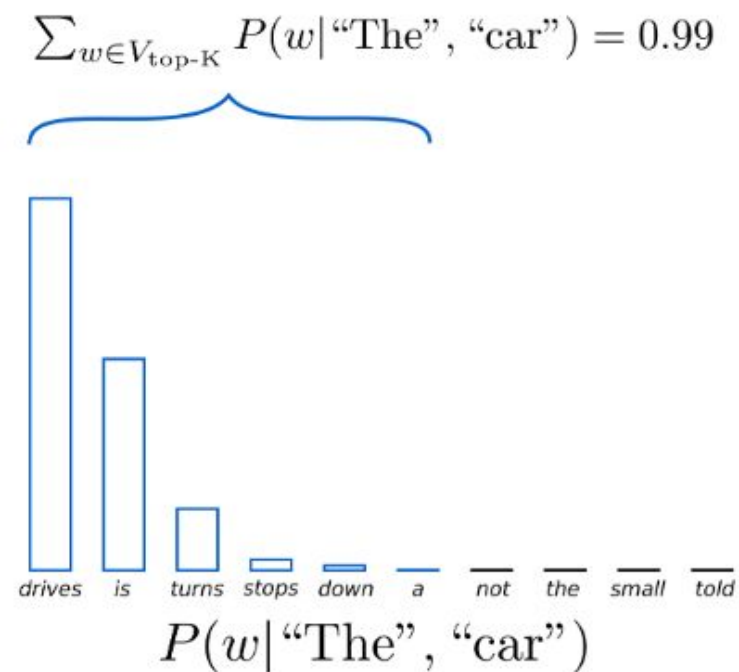 ∑w∈Vtop-K P(w|“The”, “car”) = 0.99
drives is turns stops down a not the small told
P(w|“The”, “car”)